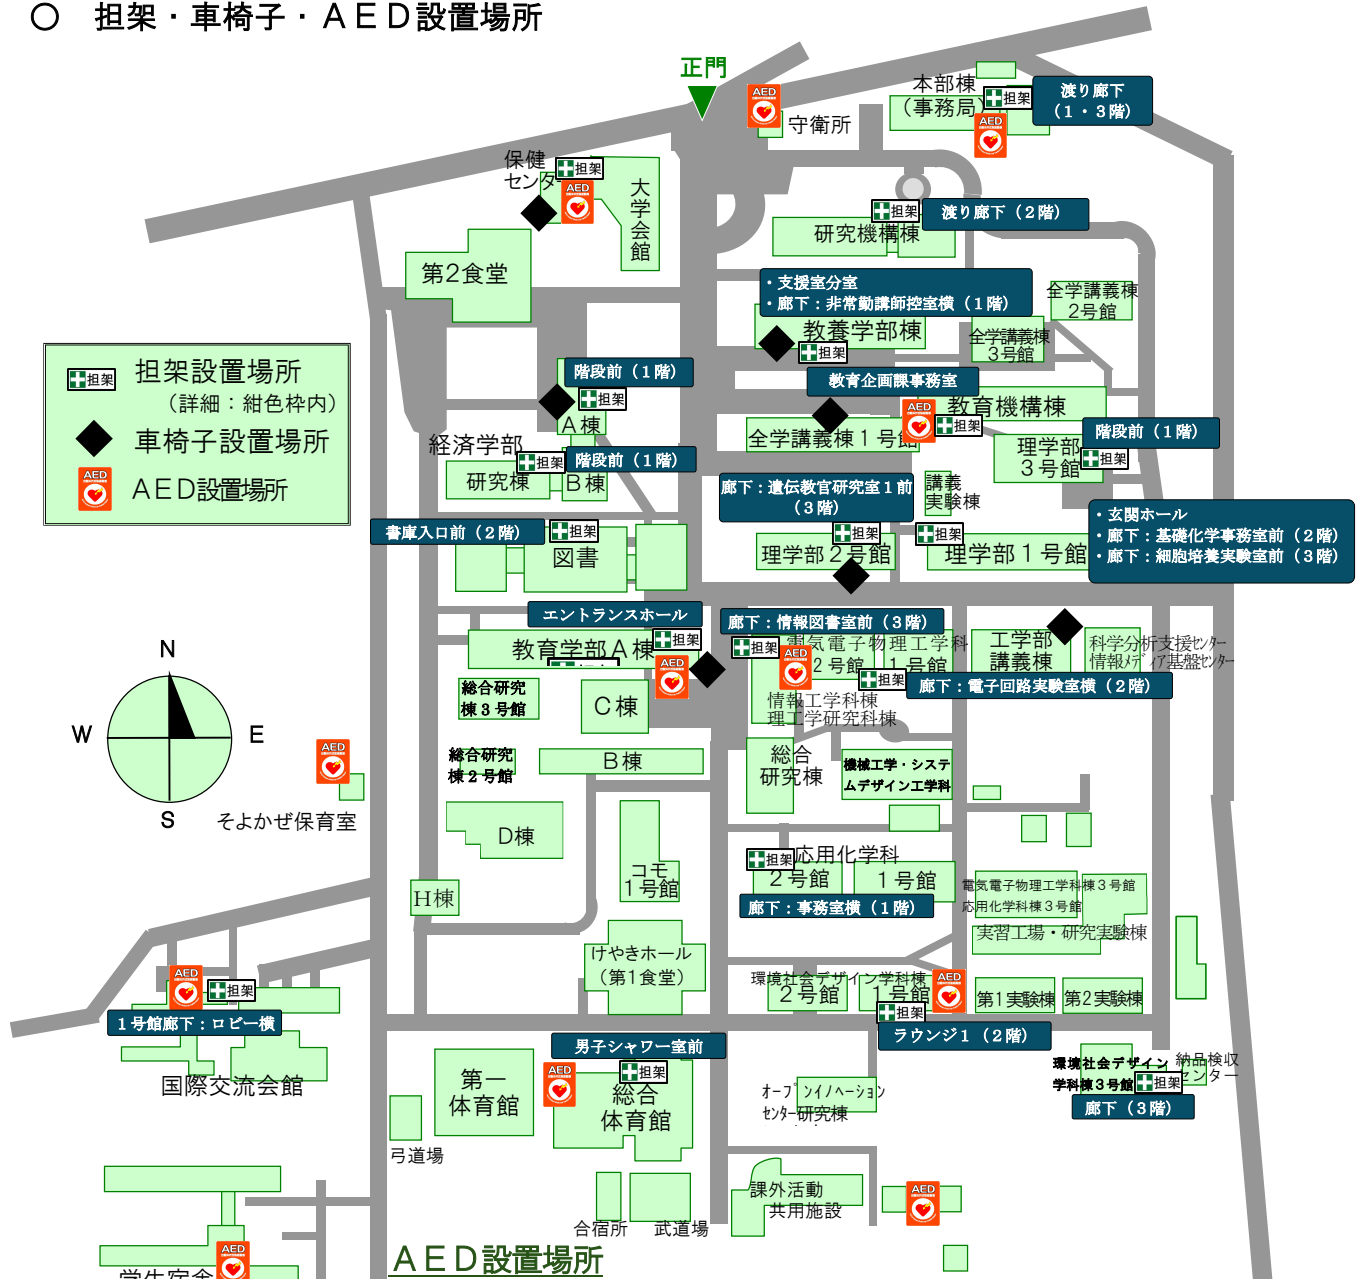 ○ 担架・車椅子・ＡＥＤ設置場所
正門
AED
守衛所
本部棟
（事務局）
担架
渡り廊下
（１・３階）
AED
保健
センター
担架
AED
大学会館
担架
渡り廊下（２階）
研究機構棟
第２食堂
・支援室分室
・廊下：非常勤講師控室横（１階）
全学講義棟
２号館
教養学部棟
担架
全学講義棟
３号館
担架
担架設置場所
（詳細：紺色枠内）
車椅子設置場所
AED
ＡＥＤ設置場所
階段前（１階）
担架
Ａ棟
教育企画課事務室
教育機構棟
AED
担架
全学講義棟１号館
階段前（１階）
理学部
３号館
担架
経済学部
担架
階段前（１階）
研究棟
Ｂ棟
廊下：遺伝教官研究室１前
（３階）
講義
実験棟
・玄関ホール
・廊下：基礎化学事務室前（２階）
・廊下：細胞培養実験室前（３階）
書庫入口前（２階）
担架
図書
担架
理学部２号館
担架
理学部１号館
エントランスホール
担架
教育学部Ａ棟
AED
廊下：情報図書室前（３階）
担架
電気電子物理工学科
AED
２号館
１号館
担架
廊下：電子回路実験室横（２階）
工学部
講義棟
科学分析支援センター
情報メディア基盤センター
N
W
E
S
総合研究
棟３号館
Ｃ棟
情報工学科棟
理工学研究科棟
AED
そよかぜ保育室
総合研究
棟２号館
Ｂ棟
総合
研究棟
機械工学・システ
ムデザイン工学科
Ｄ棟
コモ
１号館
担架
応用化学科
２号館
１号館
廊下：事務室横（１階）
電気電子物理工学科棟３号館
応用化学科棟３号館
実習工場・研究実験棟
Ｈ棟
けやきホール
（第１食堂）
環境社会デザイン学科棟
２号館
１号館
AED
担架
ラウンジ１（２階）
第１実験棟
第２実験棟
AED
担架
１号館廊下：ロビー横
国際交流会館
男子シャワー室前
第一
体育館
AED
担架
総合
体育館
オープンイノベーション
センター研究棟
環境社会デザイン
学科棟３号館
担架
廊下（３階）
納品検収
センター
弓道場
合宿所
武道場
課外活動
共用施設
AED
AED
学生宿舎
ＡＥＤ設置場所